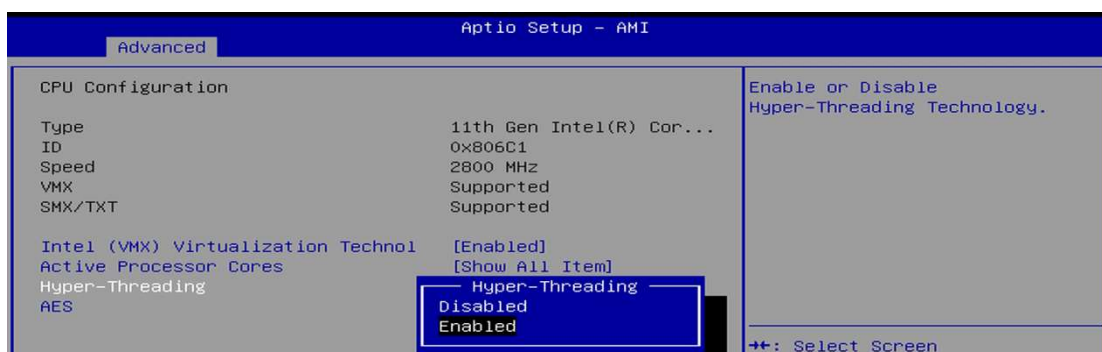 Aptio Setup – AMI
Advanced
CPU Configuration
Type 11th Gen Intel(R) Cor...
ID 0x806C1
Speed 2800 MHz
VMX Supported
SMX/TXT Supported
Intel (VMX) Virtualization Technol [Enabled]
Active Processor Cores [Show All Item]
Hyper-Threading
AES
Hyper-Threading
Disabled
Enabled
Enable or Disable
Hyper-Threading Technology.
→←: Select Screen